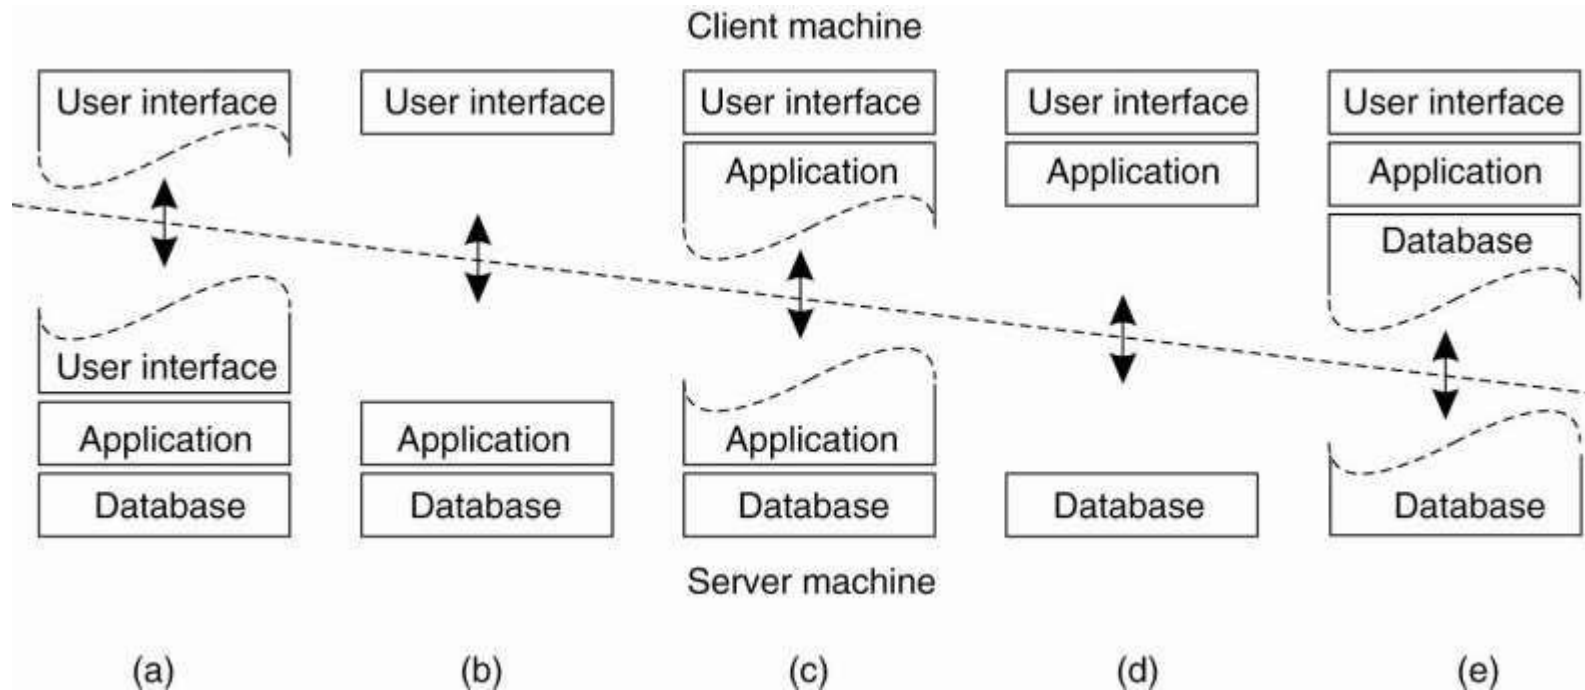 Client machine
User interface User interface User interface User interface User interface
Application Application Application
Database
User interface
Application Application Application
Database Database Database Database Database
Server machine
(a) (b) (c) (d) (e)